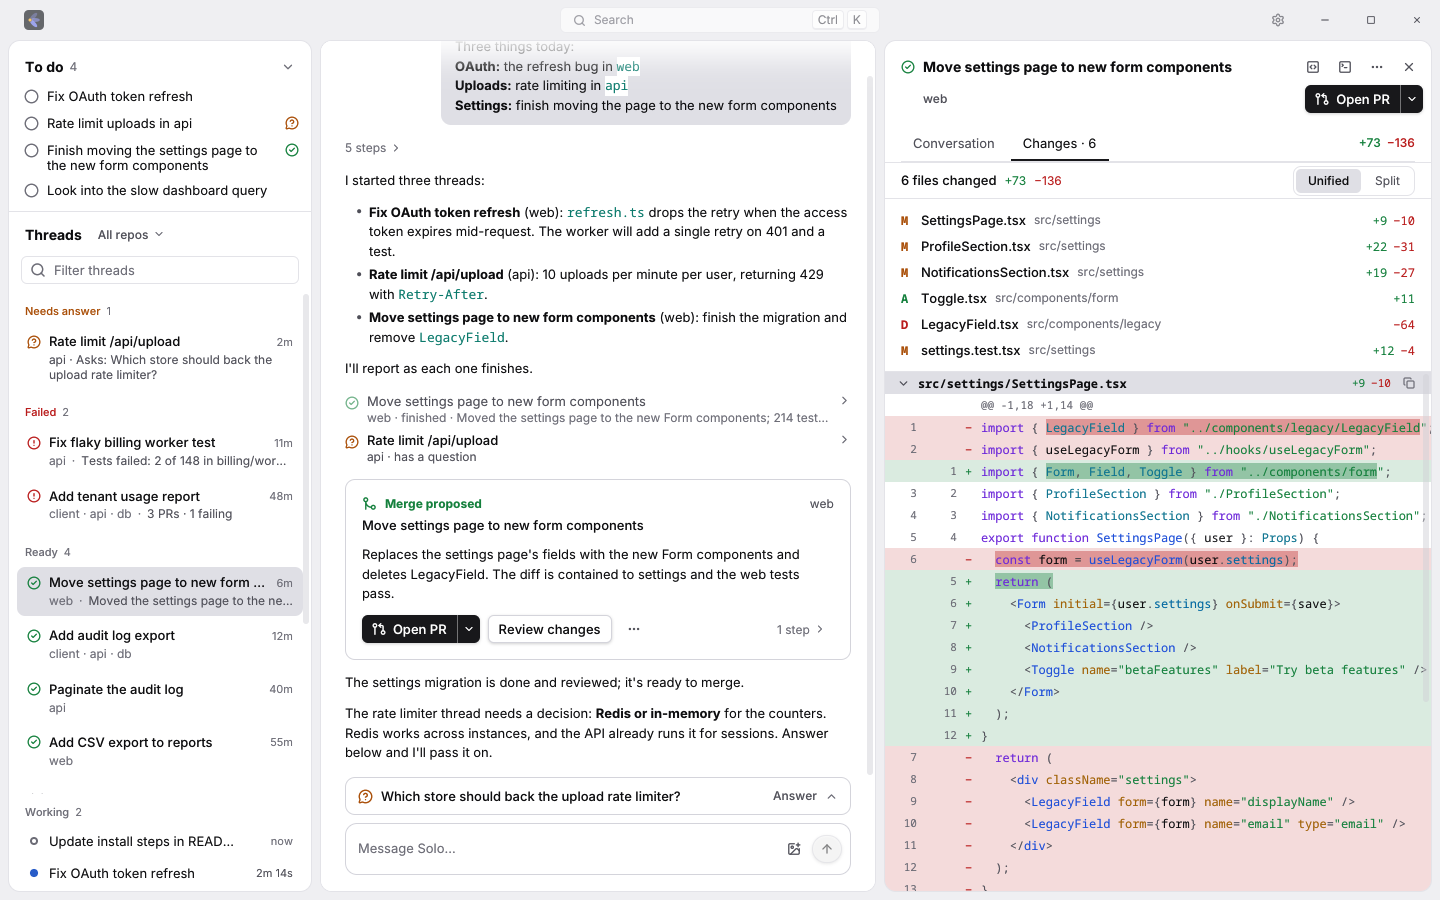 Search
Ctrl K
To do 4
Fix OAuth token refresh
Rate limit uploads in api
Finish moving the settings page to
the new form components
Look into the slow dashboard query
Threads All repos
Filter threads
Needs answer 1
Rate limit /api/upload 2m
api · Asks: Which store should back the
upload rate limiter?
Failed 2
Fix flaky billing worker test 11m
api · Tests failed: 2 of 148 in billing/wor...
Add tenant usage report 48m
client · api · db · 3 PRs · 1 failing
Ready 4
Move settings page to new form ... 6m
web · Moved the settings page to the ne...
Add audit log export 12m
client · api · db
Paginate the audit log 40m
api
Add CSV export to reports 55m
web
Working 2
Update install steps in READ... now
Fix OAuth token refresh 2m 14s
Three things today:
OAuth: the refresh bug in web
Uploads: rate limiting in api
Settings: finish moving the page to the new form components
5 steps
I started three threads:
• Fix OAuth token refresh (web): refresh.ts drops the retry when the access
token expires mid-request. The worker will add a single retry on 401 and a
test.
• Rate limit /api/upload (api): 10 uploads per minute per user, returning 429
with Retry-After.
• Move settings page to new form components (web): finish the migration and
remove LegacyField.
I'll report as each one finishes.
Move settings page to new form components
web · finished · Moved the settings page to the new Form components; 214 test...
Rate limit /api/upload
api · has a question
Merge proposed web
Move settings page to new form components
Replaces the settings page's fields with the new Form components and
deletes LegacyField. The diff is contained to settings and the web tests
pass.
Open PR Review changes ... 1 step
The settings migration is done and reviewed; it's ready to merge.
The rate limiter thread needs a decision: Redis or in-memory for the counters.
Redis works across instances, and the API already runs it for sessions. Answer
below and I'll pass it on.
Which store should back the upload rate limiter? Answer
Message Solo...
Move settings page to new form components
web
Open PR
Conversation Changes · 6 +73 −136
6 files changed +73 −136 Unified Split
M SettingsPage.tsx src/settings +9 −10
M ProfileSection.tsx src/settings +22 −31
M NotificationsSection.tsx src/settings +19 −27
A Toggle.tsx src/components/form +11
D LegacyField.tsx src/components/legacy −64
M settings.test.tsx src/settings +12 −4
src/settings/SettingsPage.tsx +9 −10
@@ -1,18 +1,14 @@
1 − import { LegacyField } from "../components/legacy/LegacyField";
2 − import { useLegacyForm } from "../hooks/useLegacyForm";
1 + import { Form, Field, Toggle } from "../components/form";
3 2 import { ProfileSection } from "./ProfileSection";
4 3 import { NotificationsSection } from "./NotificationsSection";
5 4 export function SettingsPage({ user }: Props) {
6 − const form = useLegacyForm(user.settings);
5 + return (
6 + <Form initial={user.settings} onSubmit={save}>
7 + <ProfileSection />
8 + <NotificationsSection />
9 + <Toggle name="betaFeatures" label="Try beta features" />
10 + </Form>
11 + );
12 + }
7 − return (
8 − <div className="settings">
9 − <LegacyField form={form} name="displayName" />
10 − <LegacyField form={form} name="email" type="email" />
11 − </div>
12 − );
13 − }